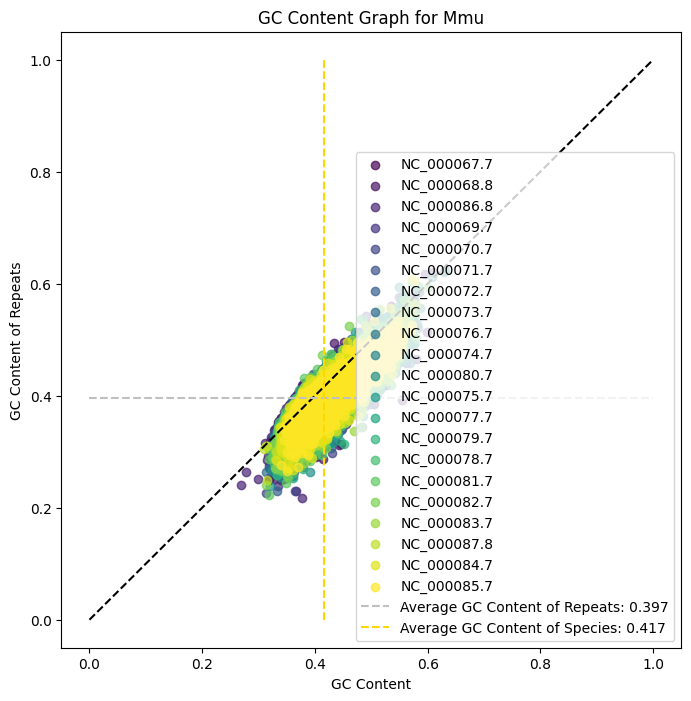 GC Content Graph for Mmu
GC Content of Repeats
1.0
0.8
0.6
0.4
0.2
0.0
NC_000067.7
NC_000068.8
NC_000086.8
NC_000069.7
NC_000070.7
NC_000071.7
NC_000072.7
NC_000073.7
NC_000076.7
NC_000074.7
NC_000080.7
NC_000075.7
NC_000077.7
NC_000079.7
NC_000078.7
NC_000081.7
NC_000082.7
NC_000083.7
NC_000087.8
NC_000084.7
NC_000085.7
Average GC Content of Repeats: 0.397
Average GC Content of Species: 0.417
0.0 0.2 0.4 0.6 0.8 1.0
GC Content